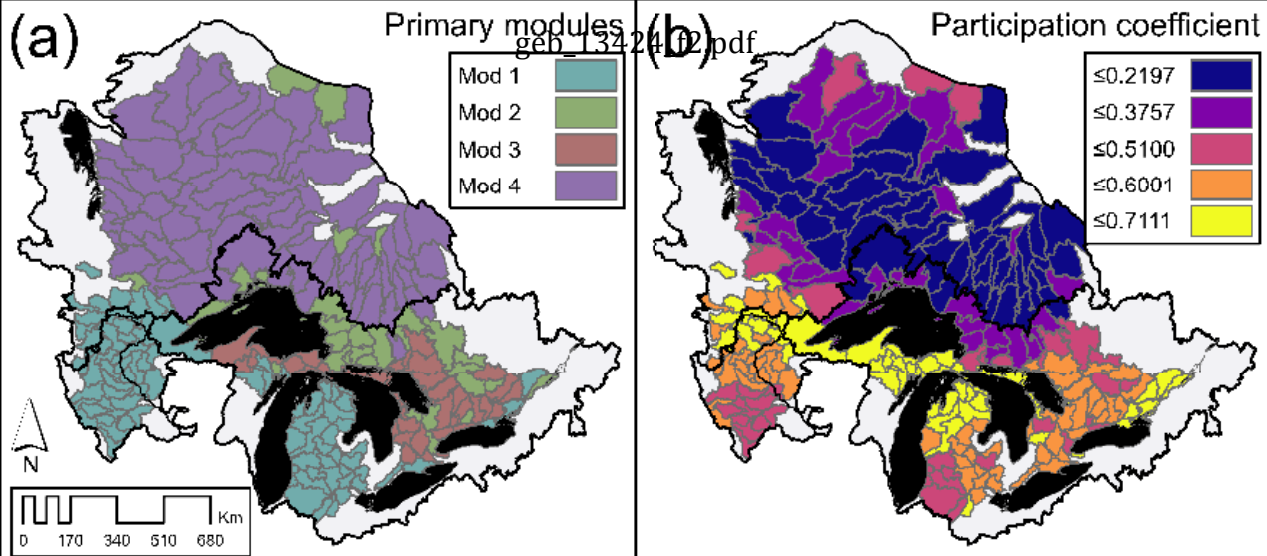 (a)
Primary modules
geb_13424_f2.pdf
Mod 1
Mod 2
Mod 3
Mod 4
N
Km
0 170 340 510 680
(b)
Participation coefficient
≤0.2197
≤0.3757
≤0.5100
≤0.6001
≤0.7111